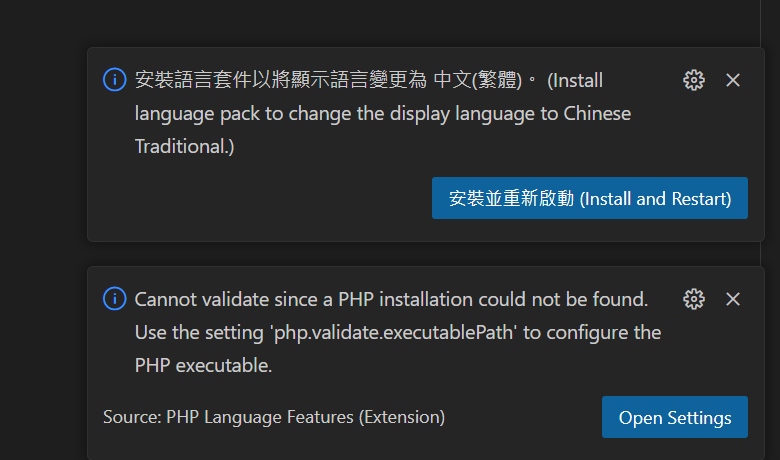 安裝語言套件以將顯示語言變更為 中文(繁體)。 (Install
language pack to change the display language to Chinese
Traditional.)
安裝並重新啟動 (Install and Restart)
Cannot validate since a PHP installation could not be found.
Use the setting 'php.validate.executablePath' to configure the
PHP executable.
Source: PHP Language Features (Extension)
Open Settings